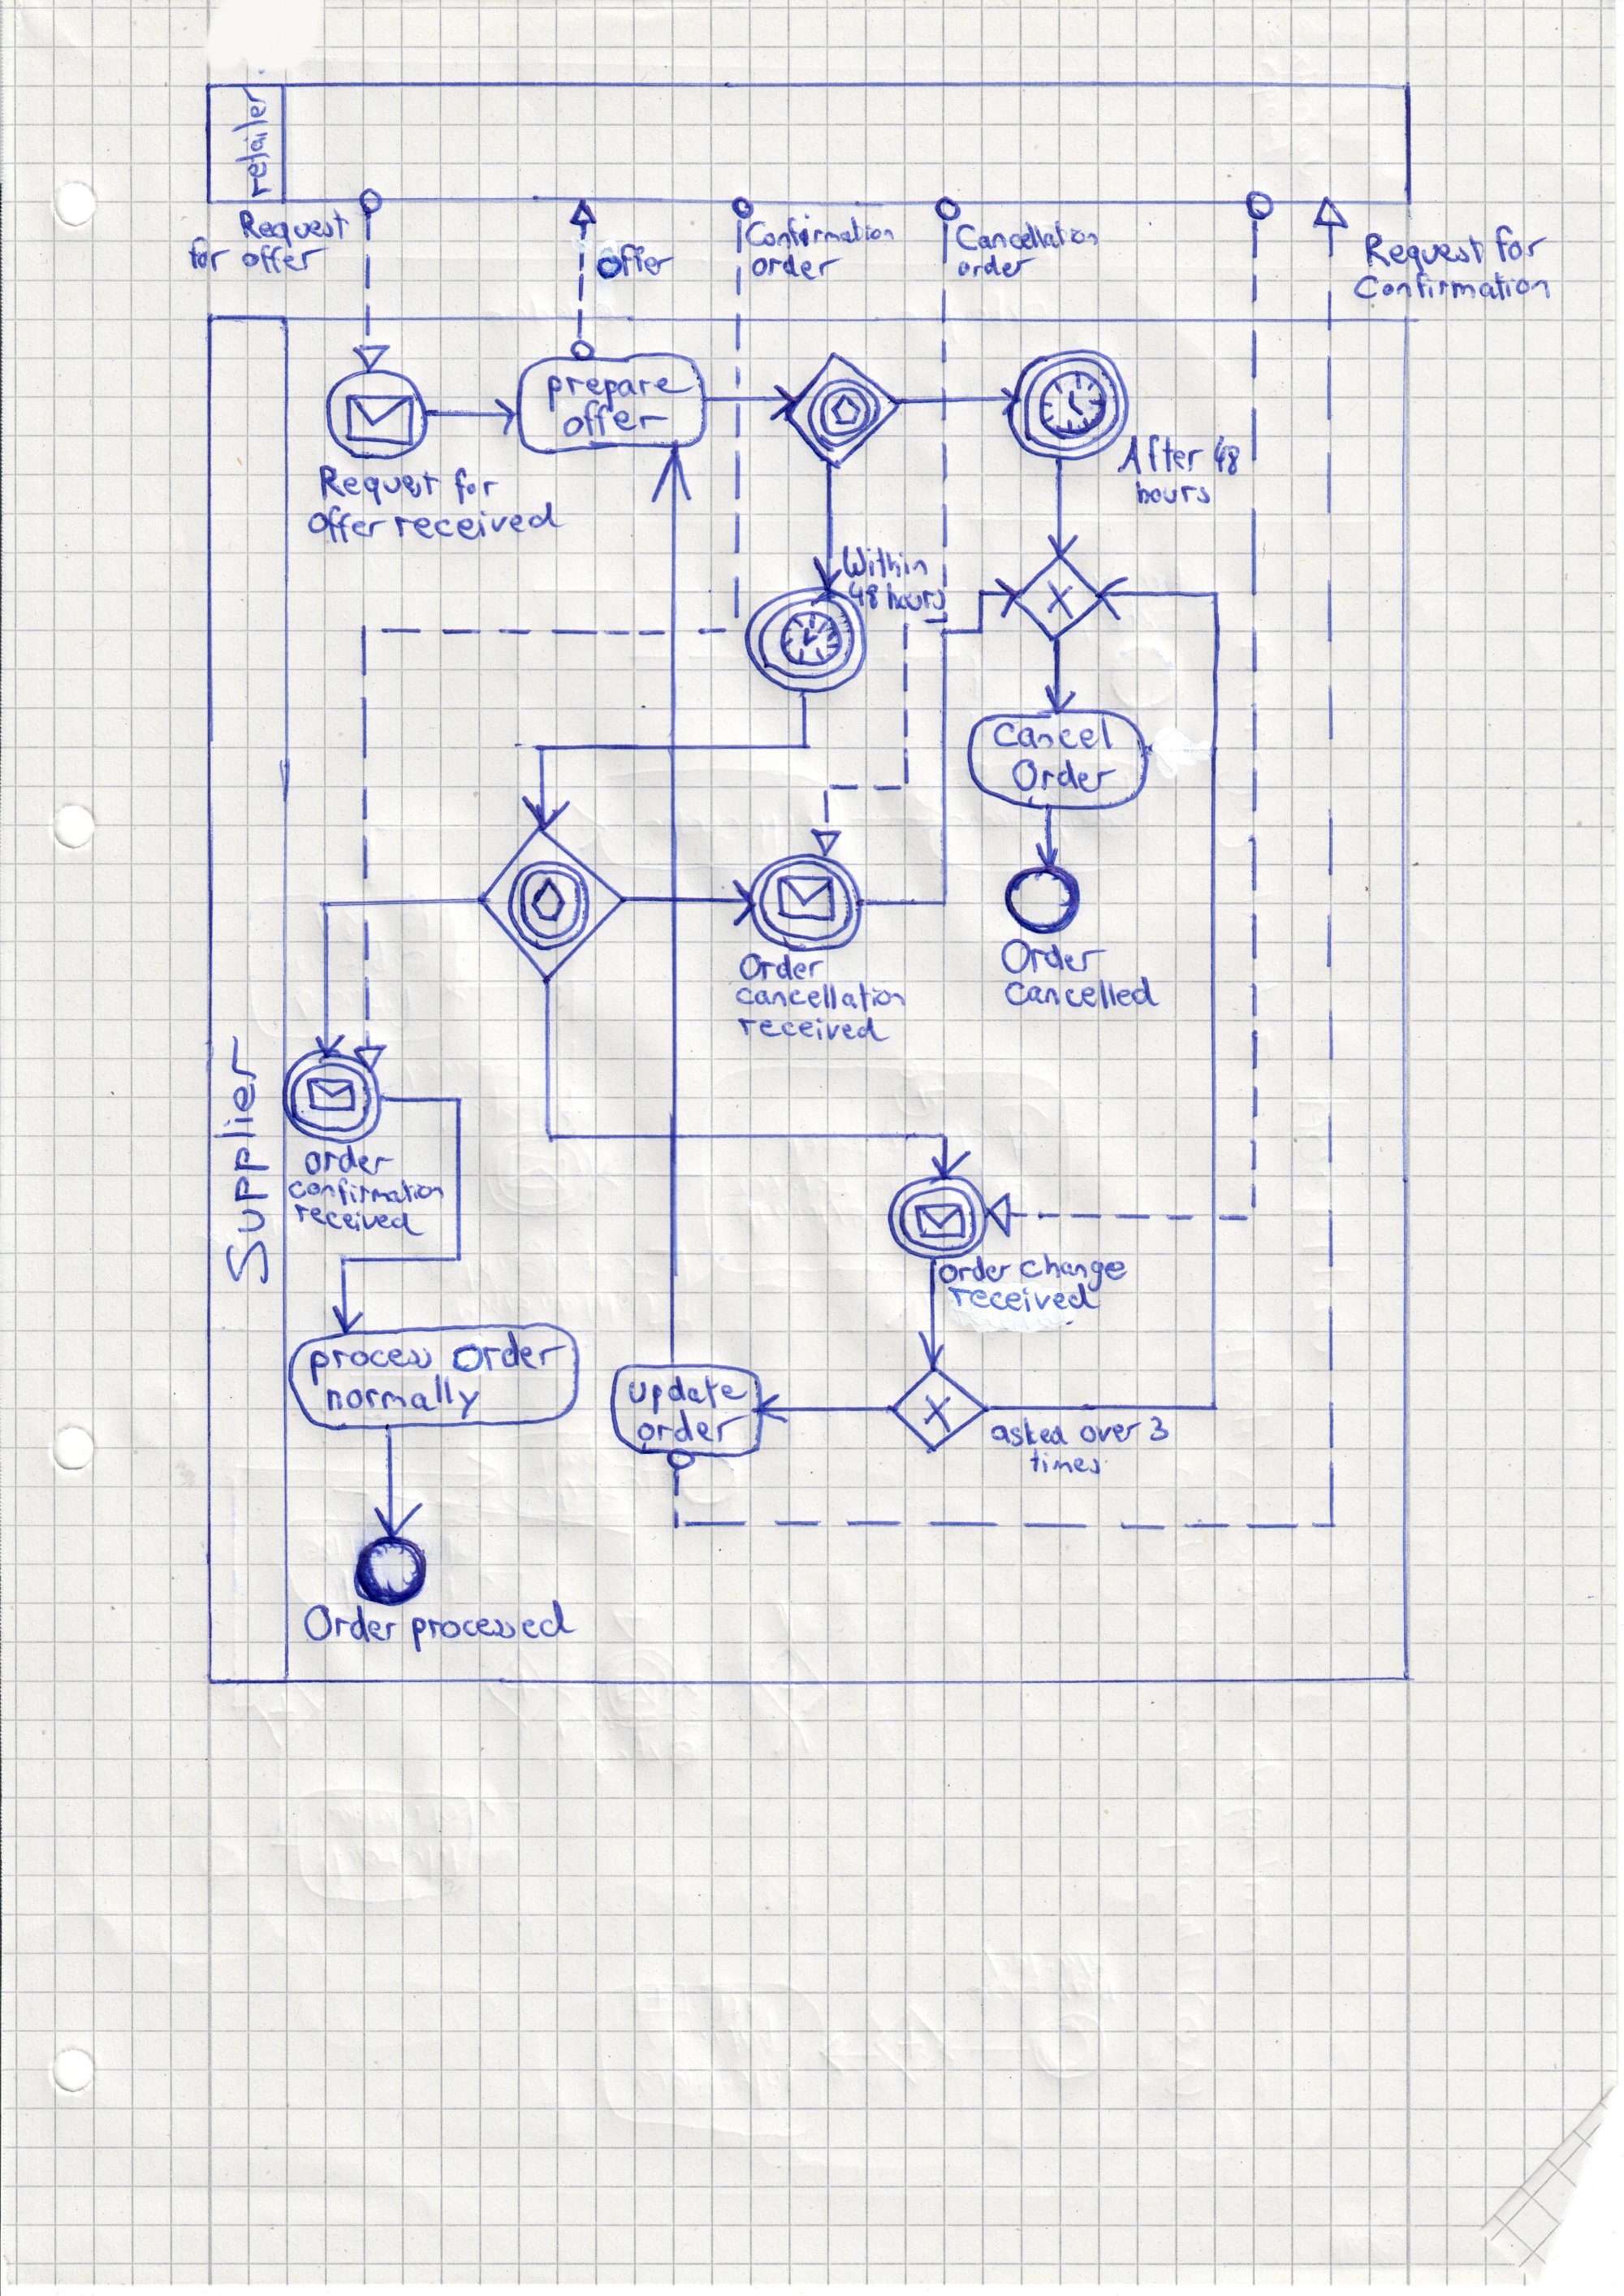 retailer
Request
for offer
offer
Confirmation
order
Cancellation
order
Request for
Confirmation
prepare
offer
Request for
offer received
After 48
hours
Within
48 hours
Cancel
Order
Order
cancellation
received
Order
Cancelled
Supplier
order
confirmation
received
order change
received
process order
normally
update
order
asked over 3
times
Order processed